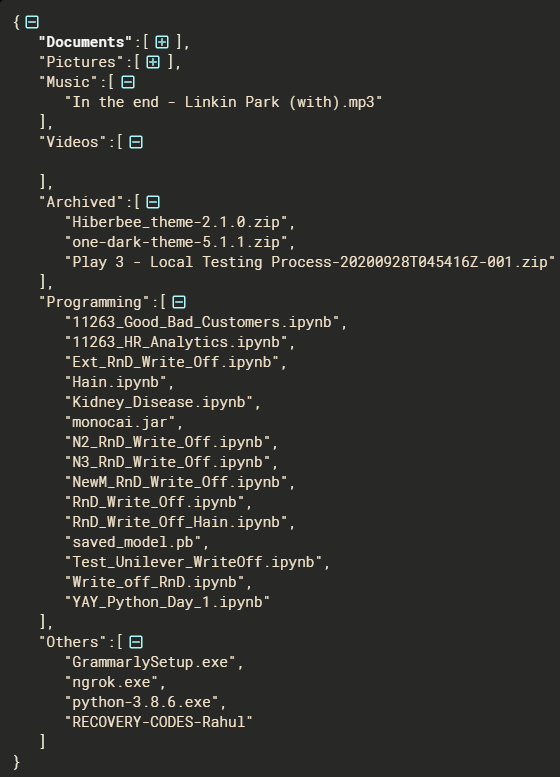 {
"Documents":[ ],
"Pictures":[ ],
"Music":[
"In the end - Linkin Park (with).mp3"
],
"Videos":[
],
"Archived":[
"Hiberbee_theme-2.1.0.zip",
"one-dark-theme-5.1.1.zip",
"Play 3 - Local Testing Process-20200928T045416Z-001.zip"
],
"Programming":[
"11263_Good_Bad_Customers.ipynb",
"11263_HR_Analytics.ipynb",
"Ext_RnD_Write_Off.ipynb",
"Hain.ipynb",
"Kidney_Disease.ipynb",
"monocai.jar",
"N2_RnD_Write_Off.ipynb",
"N3_RnD_Write_Off.ipynb",
"NewM_RnD_Write_Off.ipynb",
"RnD_Write_Off.ipynb",
"RnD_Write_Off_Hain.ipynb",
"saved_model.pb",
"Test_Unilever_WriteOff.ipynb",
"Write_off_RnD.ipynb",
"YAY_Python_Day_1.ipynb"
],
"Others":[
"GrammarlySetup.exe",
"ngrok.exe",
"python-3.8.6.exe",
"RECOVERY-CODES-Rahul"
]
}